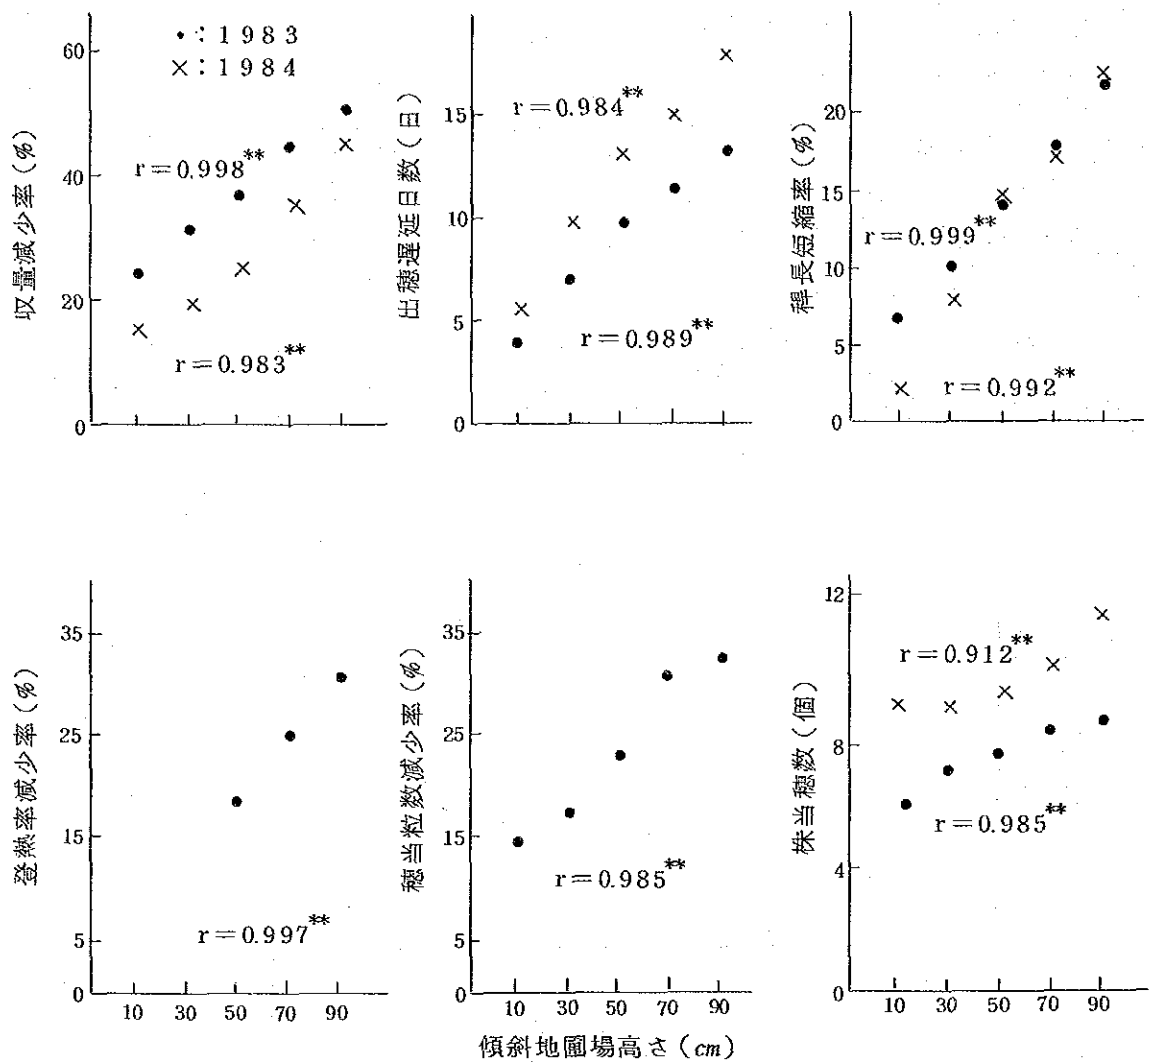 •：1983
×：1984
収量減少率(%)
60
40
20
0
r＝0.998**
r＝0.983**
出穂遅延日数(日)
15
10
5
0
r＝0.984**
r＝0.989**
稈長短縮率(%)
20
15
10
5
0
r＝0.999**
r＝0.992**
登熱率減少率(%)
35
25
15
5
0
r＝0.997**
10 30 50 70 90
穂当粒数減少率(%)
35
25
15
5
0
r＝0.985**
10 30 50 70 90
株当穂数(個)
12
8
4
0
r＝0.912**
r＝0.985**
10 30 50 70 90
傾斜地圃場高さ(cm)